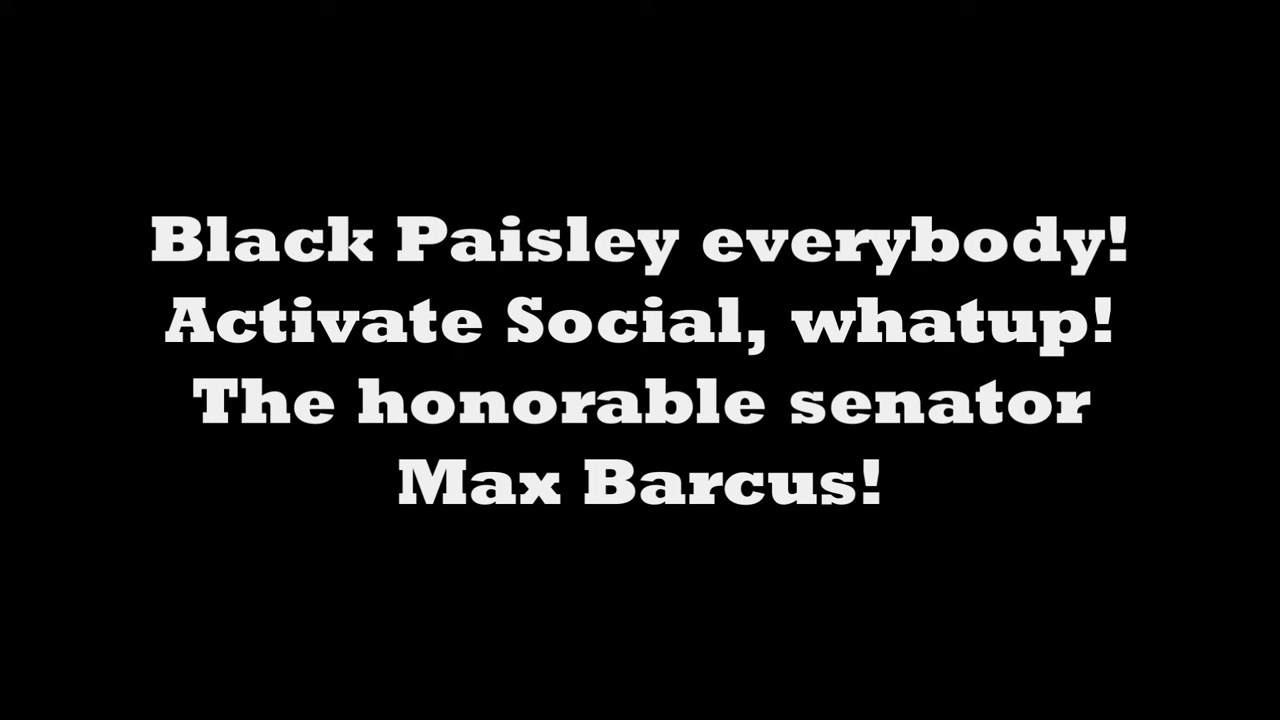 Black Paisley everybody!
Activate Social, whatup!
The honorable senator
Max Barcus!